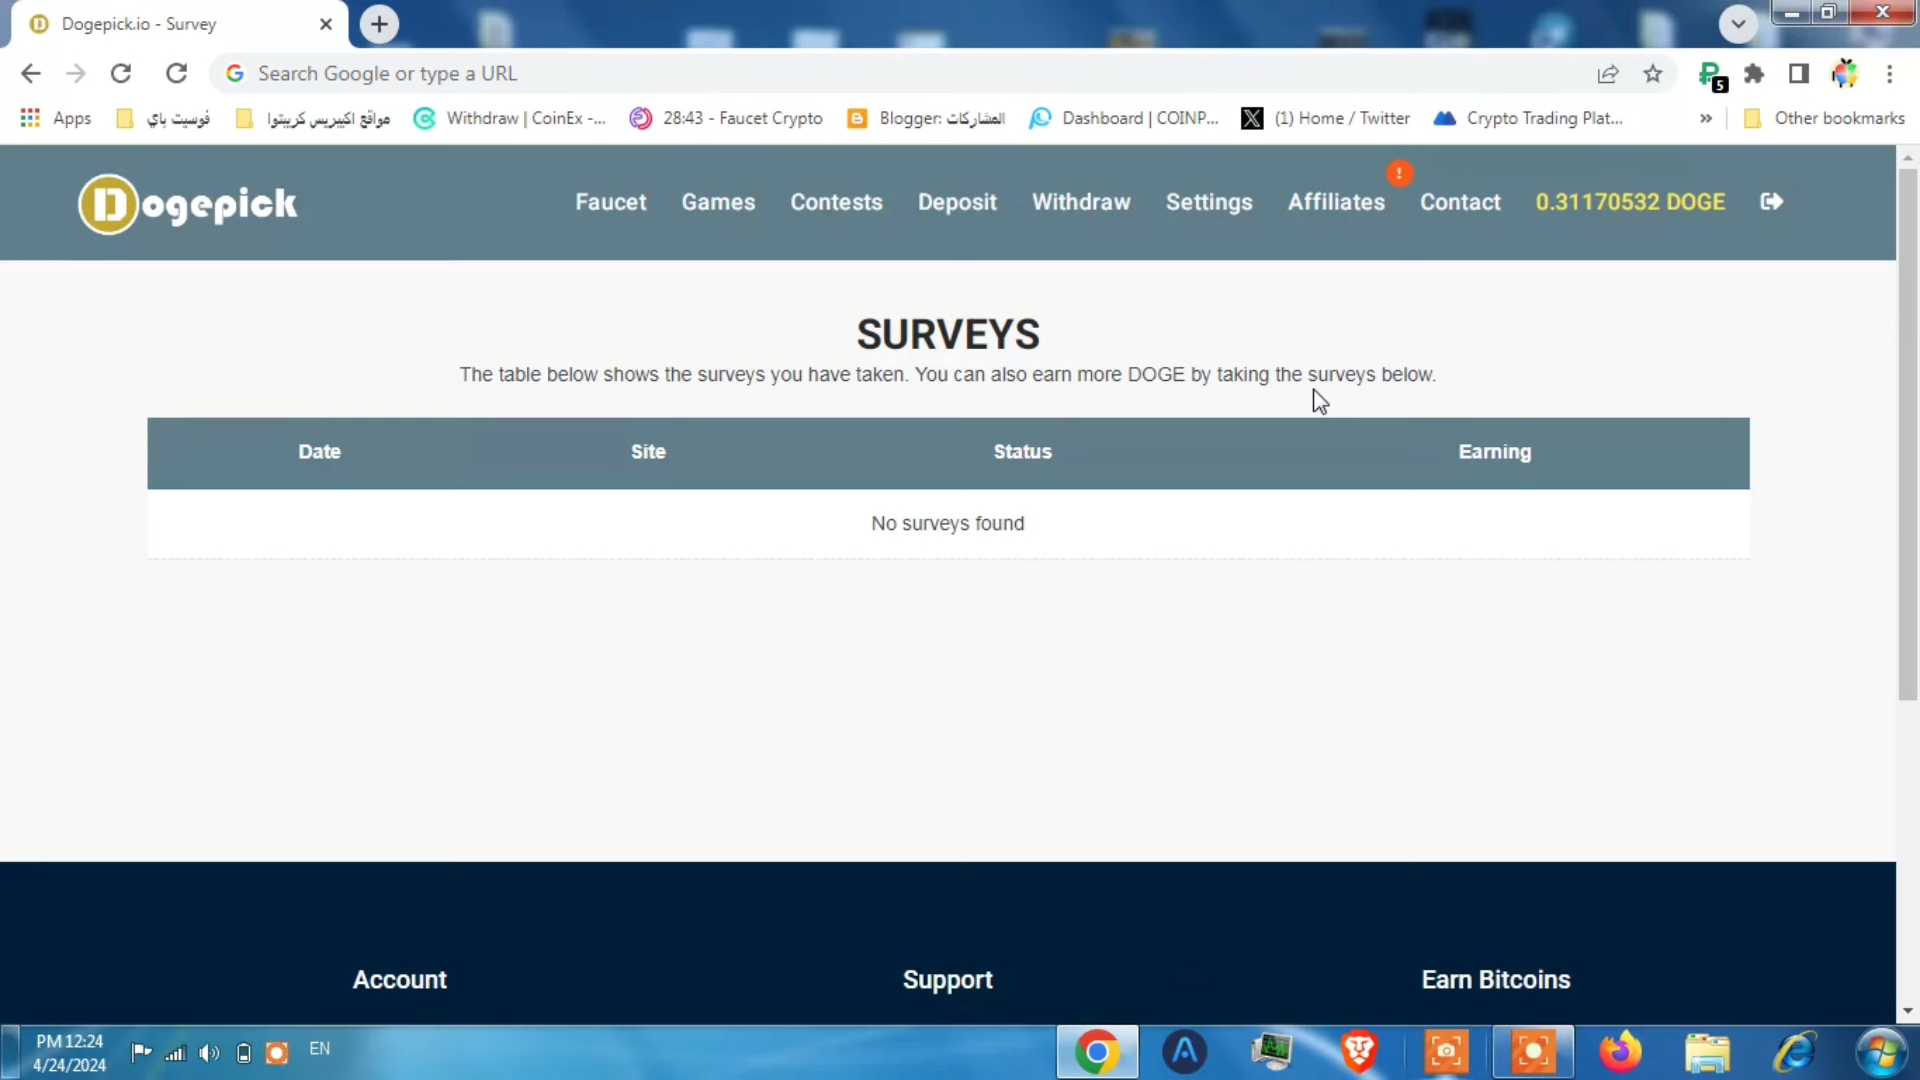 Dogepick.io - Survey
Search Google or type a URL
5
Apps
فوسيت باي
مواقع اكسبريس كريبتوا
Withdraw | CoinEx -...
28:43 - Faucet Crypto
Blogger: المشاركات
Dashboard | COINP...
(1) Home / Twitter
Crypto Trading Plat...
»
Other bookmarks
Dogepick
Faucet
Games
Contests
Deposit
Withdraw
Settings
Affiliates
!
Contact
0.31170532 DOGE
SURVEYS
The table below shows the surveys you have taken. You can also earn more DOGE by taking the surveys below.
Date Site Status Earning
No surveys found
Account
Support
Earn Bitcoins
PM 12:24
4/24/2024
EN